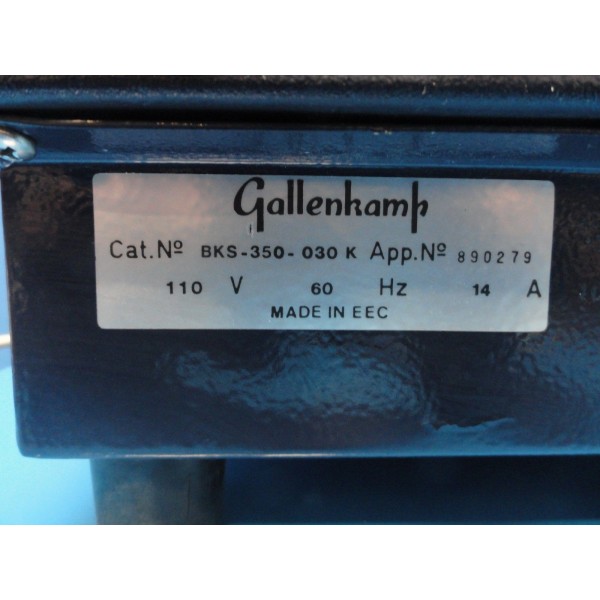 Gallenkamp
Cat.Nº BKS-350-030 K App.Nº 890279
110 V 60 Hz 14 A
MADE IN EEC